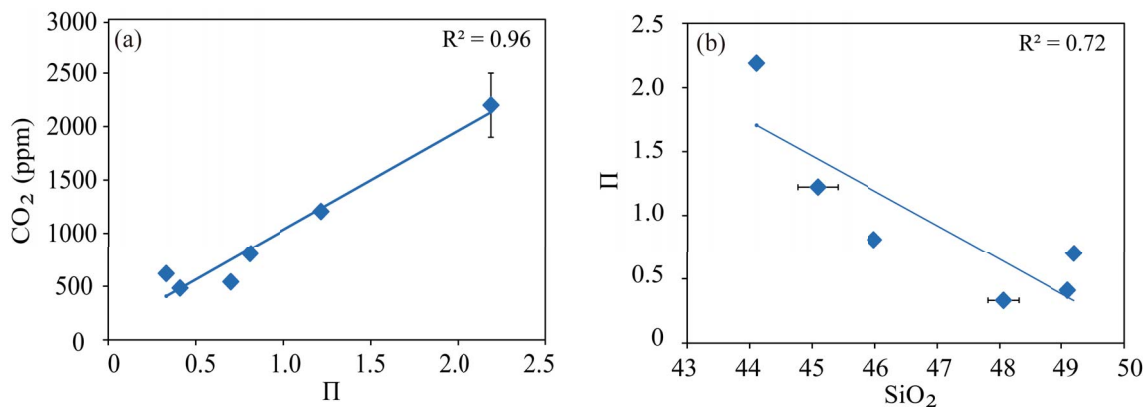 (a)
R² = 0.96
CO₂ (ppm)
3000
2500
2000
1500
1000
500
0
0 0.5 1.0 1.5 2.0 2.5
Π
(b)
R² = 0.72
Π
2.5
2.0
1.5
1.0
0.5
0
43 44 45 46 47 48 49 50
SiO₂